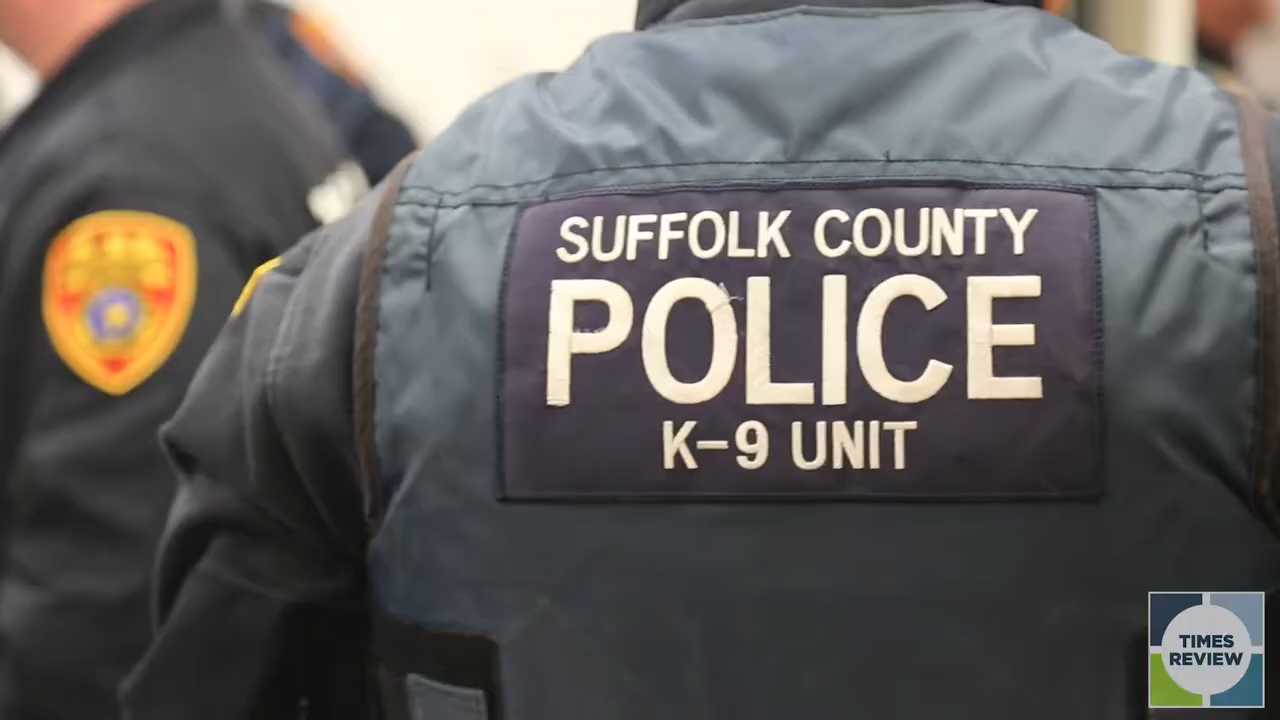 SUFFOLK COUNTY
POLICE
K-9 UNIT
TIMES
REVIEW